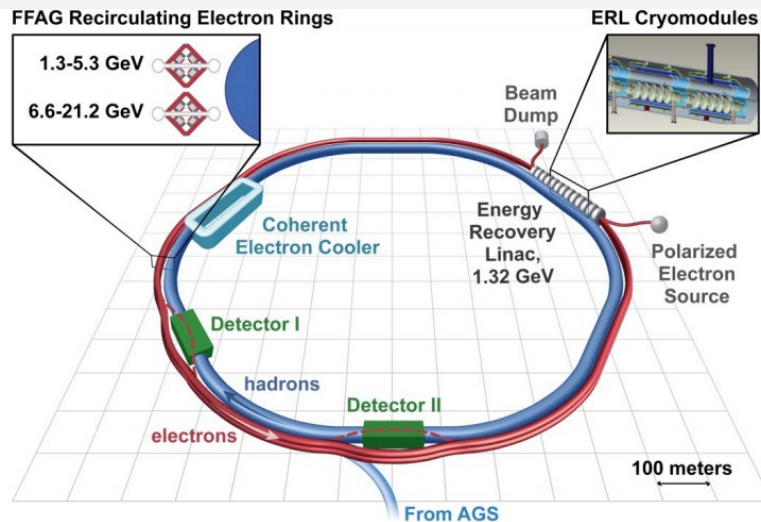 FFAG Recirculating Electron Rings
1.3-5.3 GeV
6.6-21.2 GeV
ERL Cryomodules
Beam
Dump
Energy
Recovery
Linac,
1.32 GeV
Polarized
Electron
Source
Coherent
Electron Cooler
Detector I
hadrons
Detector II
electrons
100 meters
From AGS